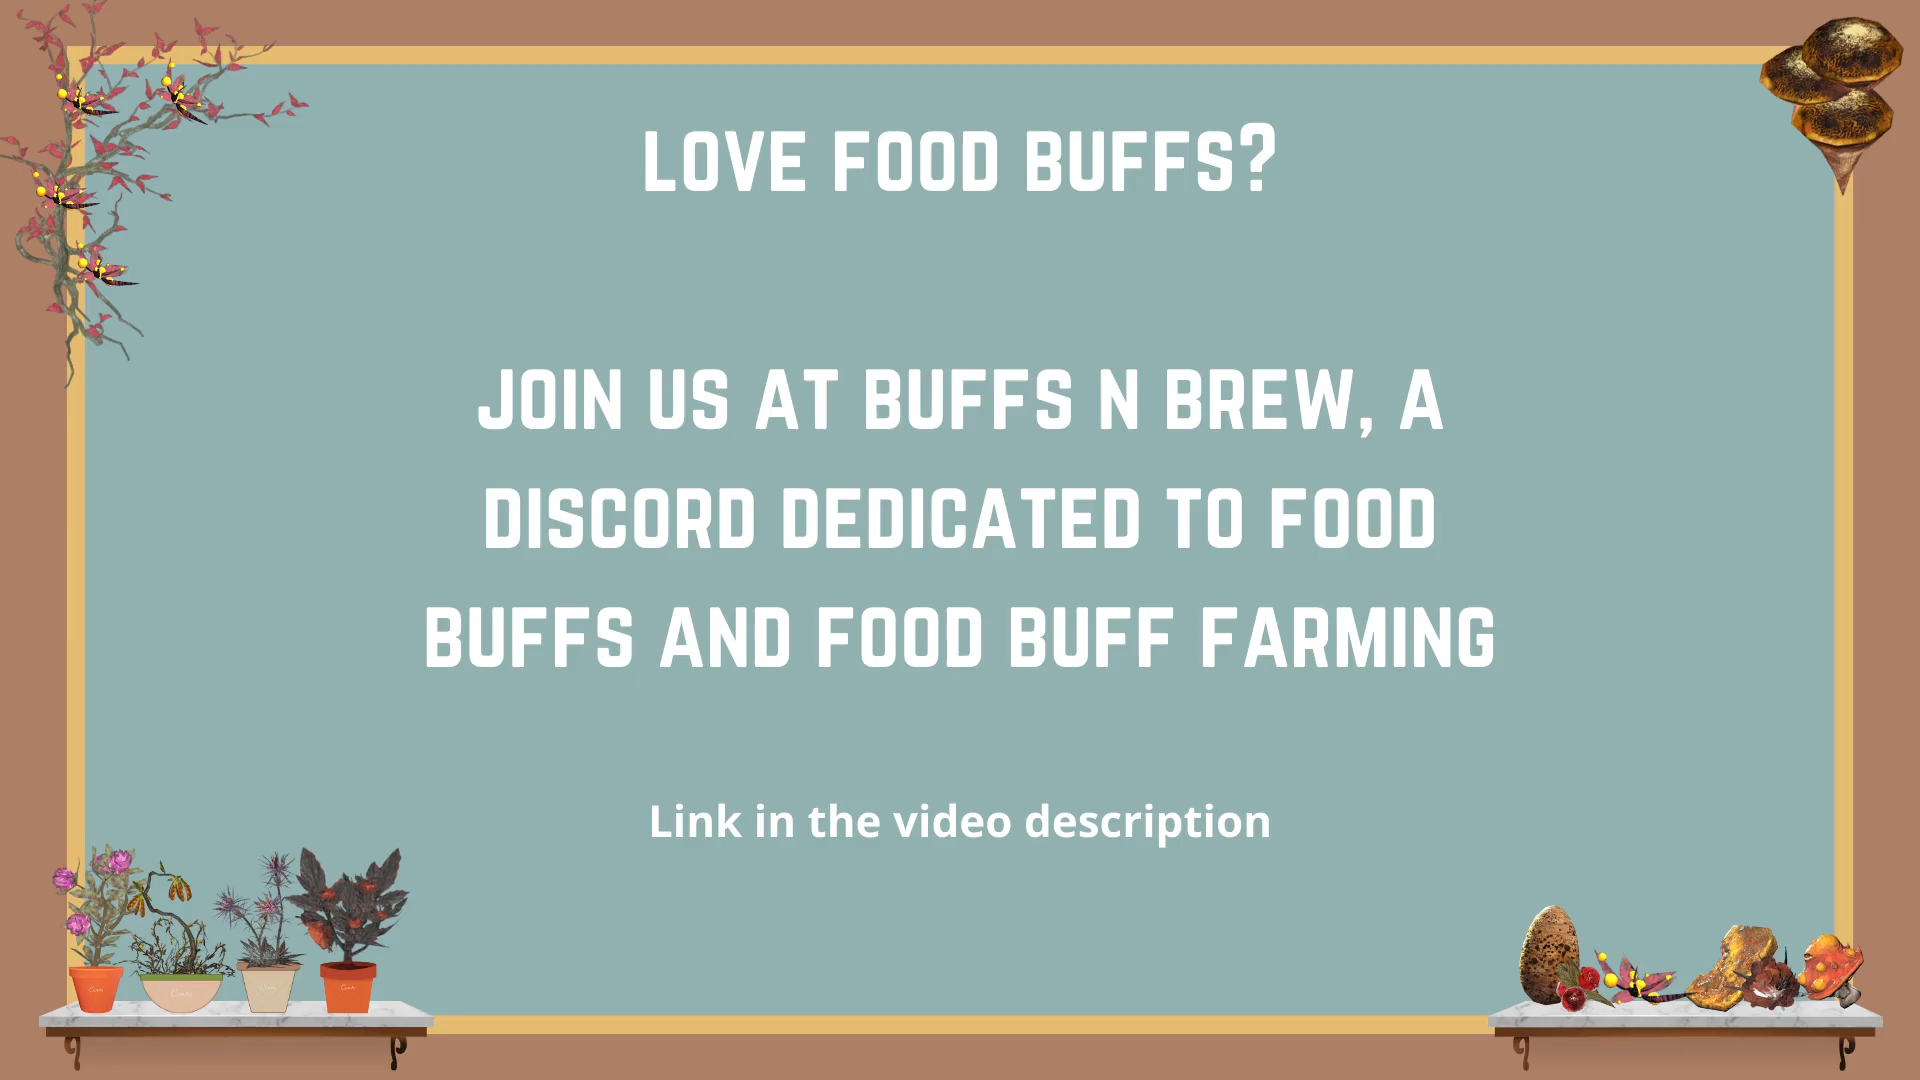 LOVE FOOD BUFFS?
JOIN US AT BUFFS N BREW, A
DISCORD DEDICATED TO FOOD
BUFFS AND FOOD BUFF FARMING
Link in the video description